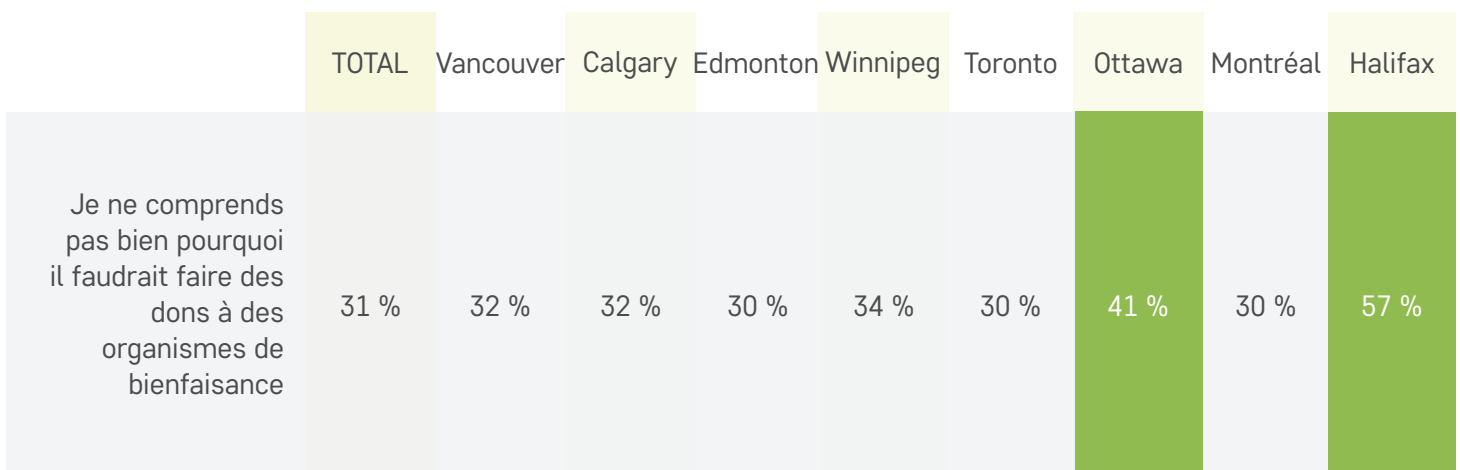 TOTAL Vancouver Calgary Edmonton Winnipeg Toronto Ottawa Montréal Halifax
Je ne comprends
pas bien pourquoi
il faudrait faire des
dons à des
organismes de
bienfaisance
31 % 32 % 32 % 30 % 34 % 30 % 41 % 30 % 57 %